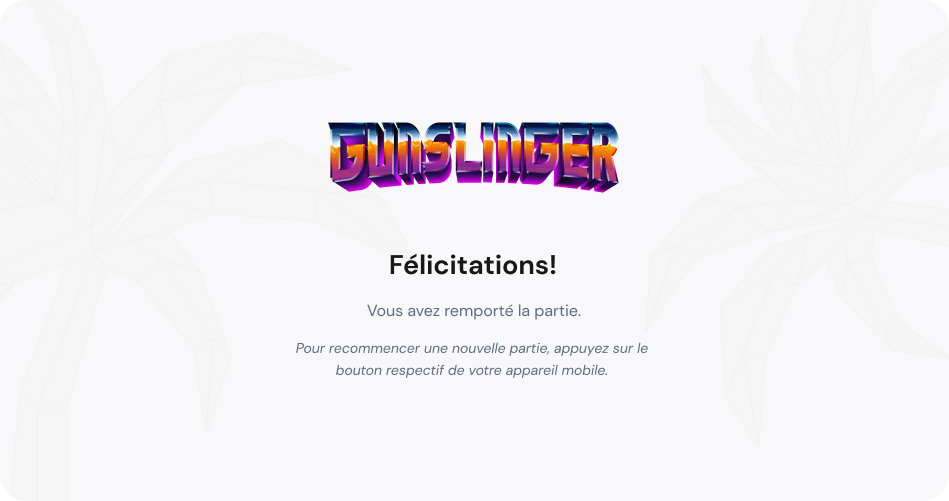 GUNSLINGER
Félicitations!
Vous avez remporté la partie.
Pour recommencer une nouvelle partie, appuyez sur le
bouton respectif de votre appareil mobile.